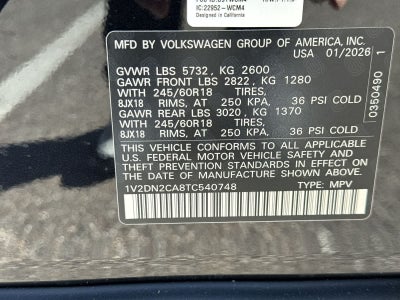 IC:22952-WCM4
Designed in California
MFD BY VOLKSWAGEN GROUP OF AMERICA, INC.
USA 01/2026
GVWR LBS 5732, KG 2600
GAWR FRONT LBS 2822, KG 1280
WITH 245/60R18 TIRES,
8JX18 RIMS, AT 250 KPA, 36 PSI COLD
GAWR REAR LBS 3020, KG 1370
WITH 245/60R18 TIRES,
8JX18 RIMS, AT 250 KPA, 36 PSI COLD
THIS VEHICLE CONFORMS TO ALL APPLICABLE
U.S. FEDERAL MOTOR VEHICLE SAFETY AND
THEFT PREVENTION STANDARDS IN EFFECT ON
THE DATE OF MANUFACTURE SHOWN ABOVE.
1V2DN2CA8TC540748 TYPE: MPV
0350490 1